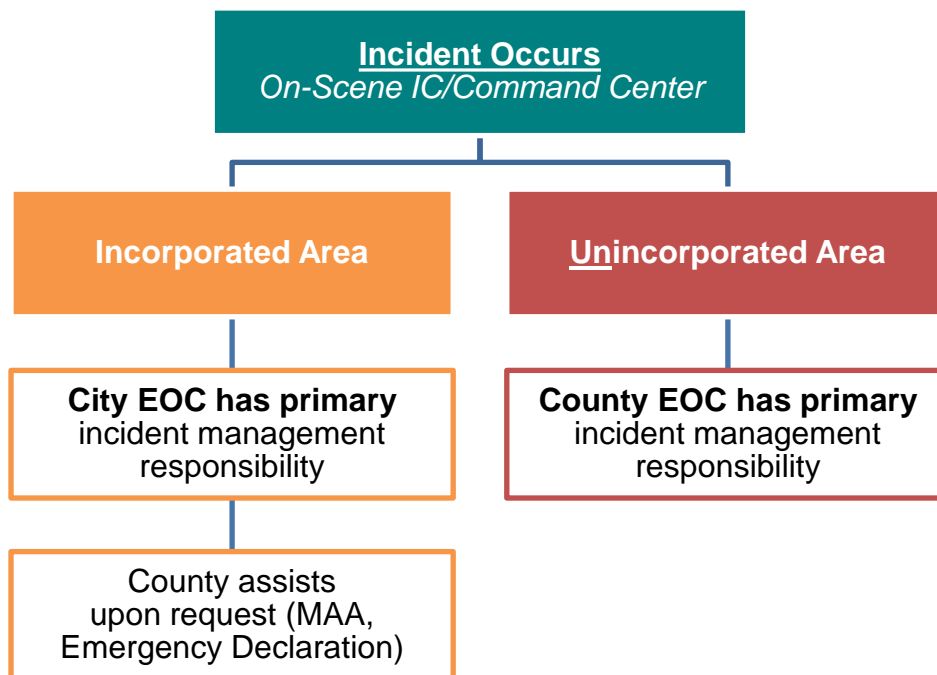 Incident Occurs
On-Scene IC/Command Center
Incorporated Area
Unincorporated Area
City EOC has primary
incident management
responsibility
County EOC has primary
incident management
responsibility
County assists
upon request (MAA,
Emergency Declaration)